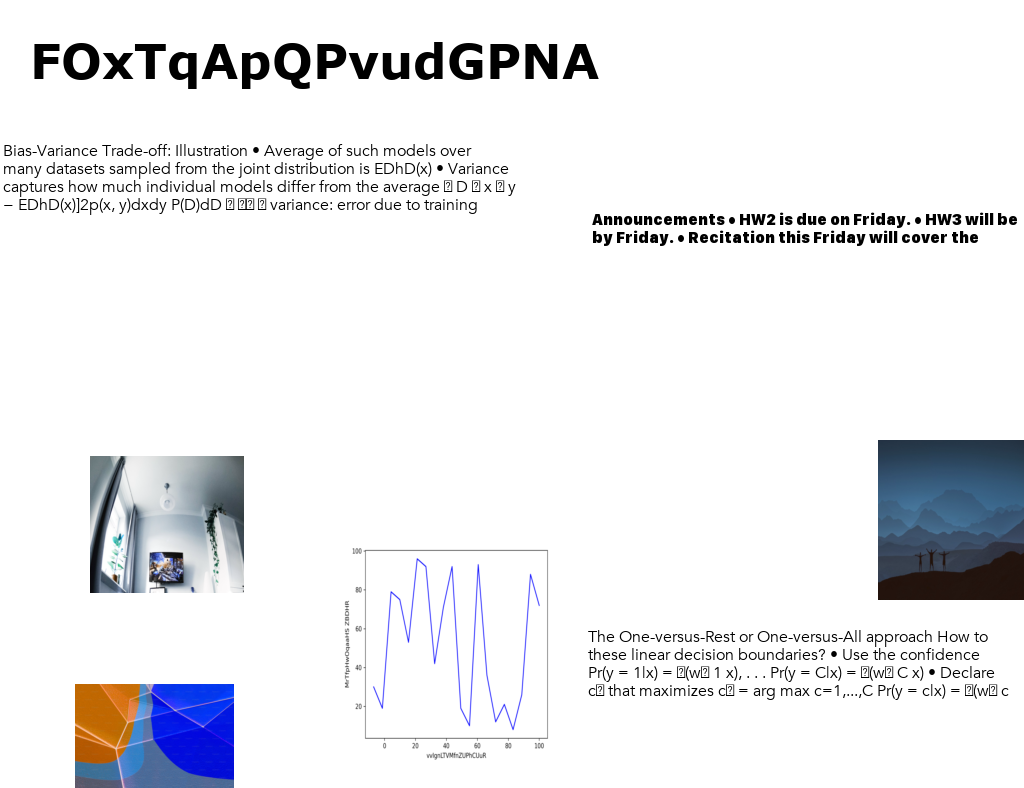 FOxTqApQPvudGPNA
Bias-Variance Trade-off: Illustration • Average of such models over
many datasets sampled from the joint distribution is EDhD(x) • Variance
captures how much individual models differ from the average 􏰀 D 􏰀 x 􏰀 y
− EDhD(x)]2p(x, y)dxdy P(D)dD 􏰀 􏰀􏰀 􏰀 variance: error due to training
Announcements • HW2 is due on Friday. • HW3 will be
by Friday. • Recitation this Friday will cover the
100
80
60
40
20
0 20 40 60 80 100
The One-versus-Rest or One-versus-All approach How to
these linear decision boundaries? • Use the confidence
Pr(y = 1|x) = 􏰀(w􏰀 1 x), . . . Pr(y = C|x) = 􏰀(w􏰀 C x) • Declare
c􏰀 that maximizes c􏰀 = arg max c=1,...,C Pr(y = c|x) = 􏰀(w􏰀 c